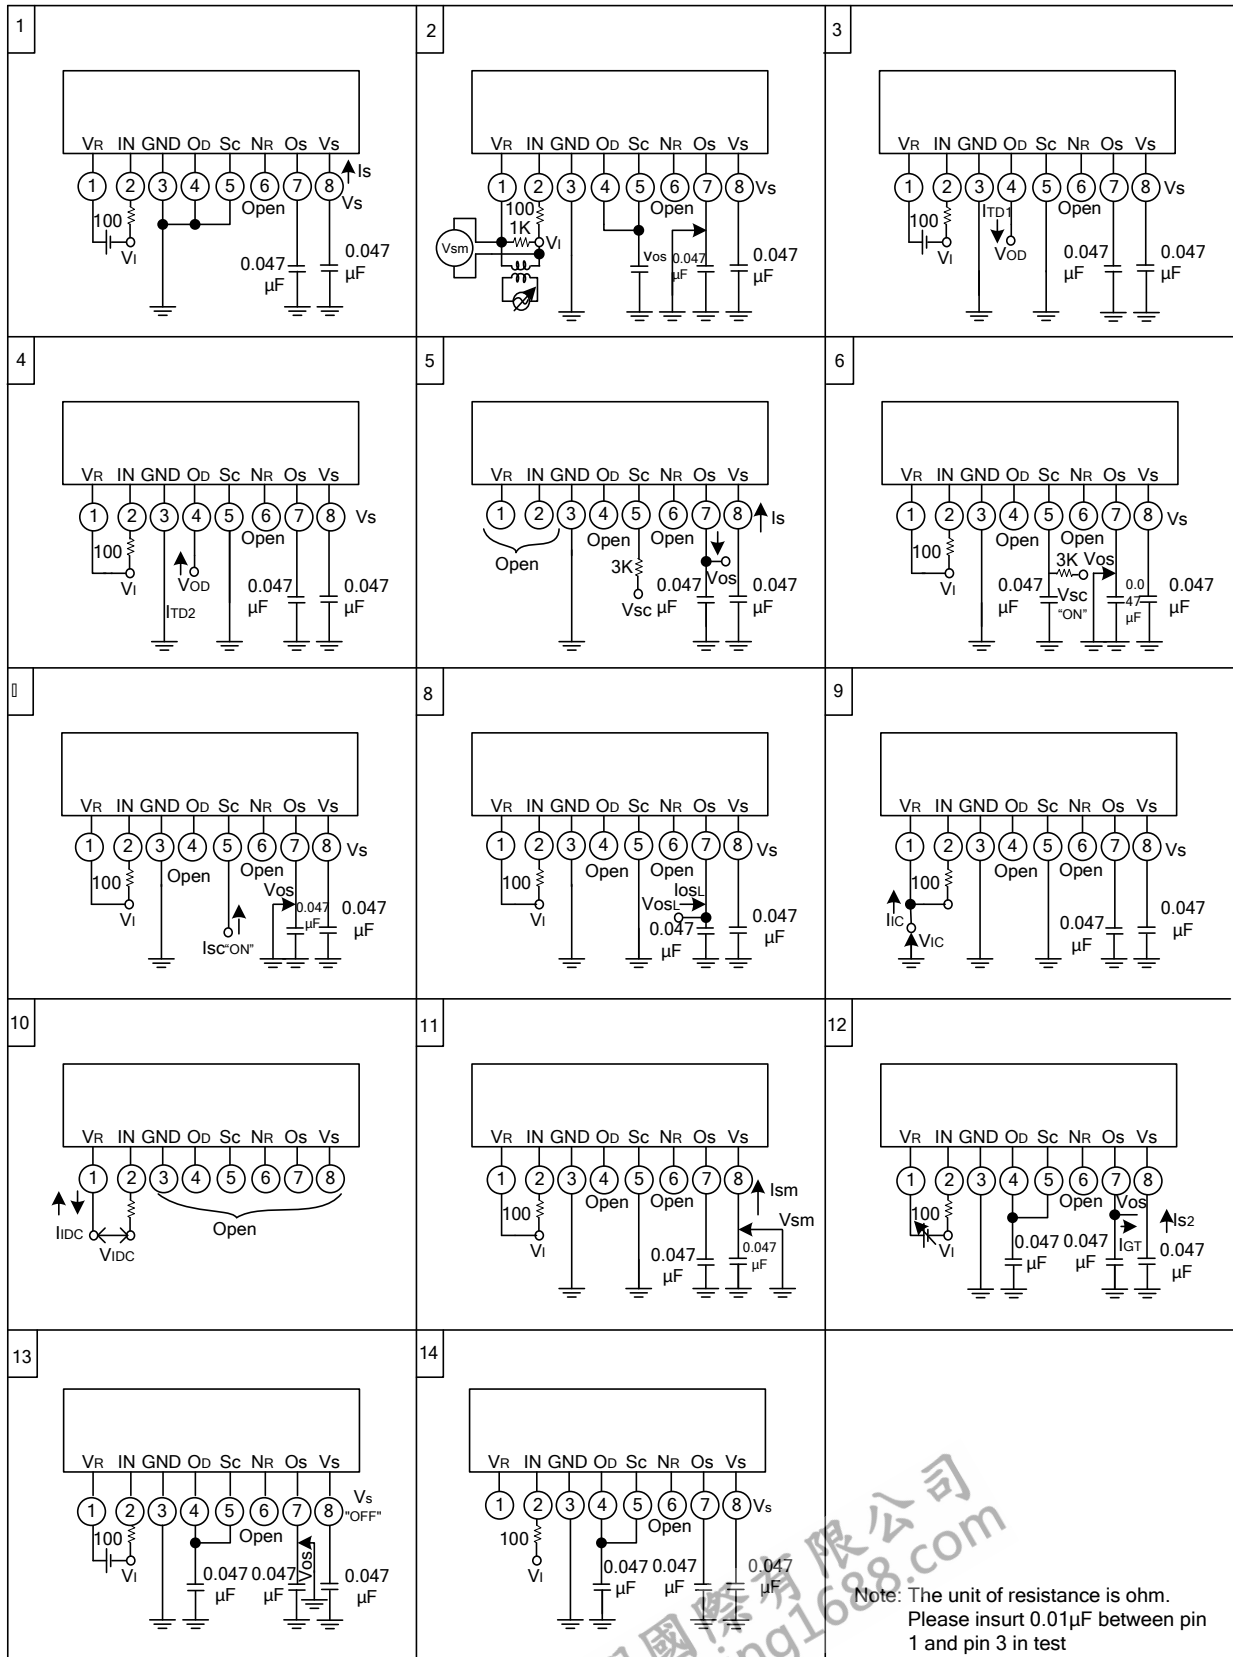 1
VR IN GND OD Sc NR Os Vs
1 2 3 4 5 6 7 8
Is
Vs
Open
100
VI
0.047
µF
0.047
µF
2
VR IN GND OD Sc NR Os Vs
1 2 3 4 5 6 7 8 Vs
Open
100
1K
VI
Vsm
Vos
0.047
µF
0.047
µF
3
VR IN GND OD Sc NR Os Vs
1 2 3 4 5 6 7 8 Vs
Open
100
VI
ITD1
VOD
0.047
µF
0.047
µF
4
VR IN GND OD Sc NR Os Vs
1 2 3 4 5 6 7 8 Vs
Open
100
VI
VOD
ITD2
0.047
µF
0.047
µF
5
VR IN GND OD Sc NR Os Vs
1 2 3 4 5 6 7 8 Is
Open
Open
Open
3K
Vsc
Vos
0.047
µF
0.047
µF
6
VR IN GND OD Sc NR Os Vs
1 2 3 4 5 6 7 8 Vs
Open
Open
100
VI
3K
Vos
Vsc
"ON"
0.047
µF
0.0
47
µF
0.047
µF
VR IN GND OD Sc NR Os Vs
1 2 3 4 5 6 7 8 Vs
Open
Open
100
VI
Isc"ON"
Vos
0.047
µF
0.047
µF
8
VR IN GND OD Sc NR Os Vs
1 2 3 4 5 6 7 8 Vs
Open
Open
100
VI
IosL
VosL
0.047
µF
0.047
µF
9
VR IN GND OD Sc NR Os Vs
1 2 3 4 5 6 7 8 Vs
Open
Open
100
IIC
VIC
0.047
µF
0.047
µF
10
VR IN GND OD Sc NR Os Vs
1 2 3 4 5 6 7 8
IIDC
VIDC
Open
11
VR IN GND OD Sc NR Os Vs
1 2 3 4 5 6 7 8
Open
Open
100
VI
Ism
Vsm
0.047
µF
0.047
µF
12
VR IN GND OD Sc NR Os Vs
1 2 3 4 5 6 7 8
Open
100
VI
Vos
IGT
Is2
0.047
µF
0.047
µF
0.047
µF
13
VR IN GND OD Sc NR Os Vs
1 2 3 4 5 6 7 8 Vs
"OFF"
Open
100
VI
Vos
0.047
µF
0.047
µF
0.047
µF
14
VR IN GND OD Sc NR Os Vs
1 2 3 4 5 6 7 8 Vs
Open
100
VI
0.047
µF
0.047
µF
0.047
µF
Note: The unit of resistance is ohm.
Please insurt 0.01µF between pin
1 and pin 3 in test
國際有限公司
ng1688.com